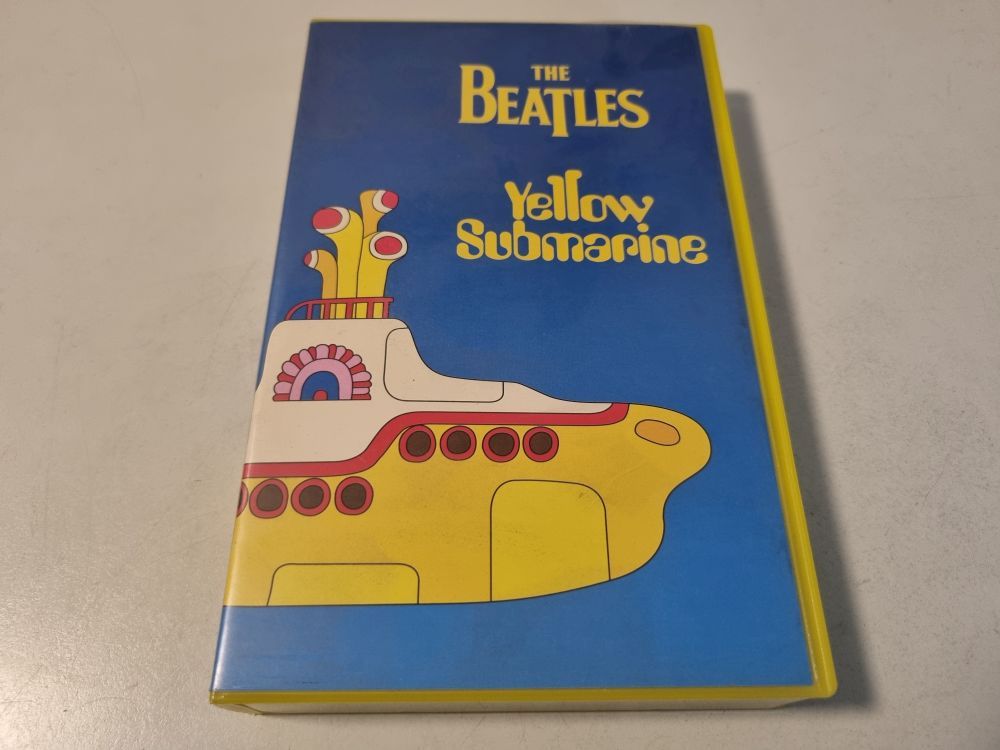 THE
BEATLES
Yellow
Submarine